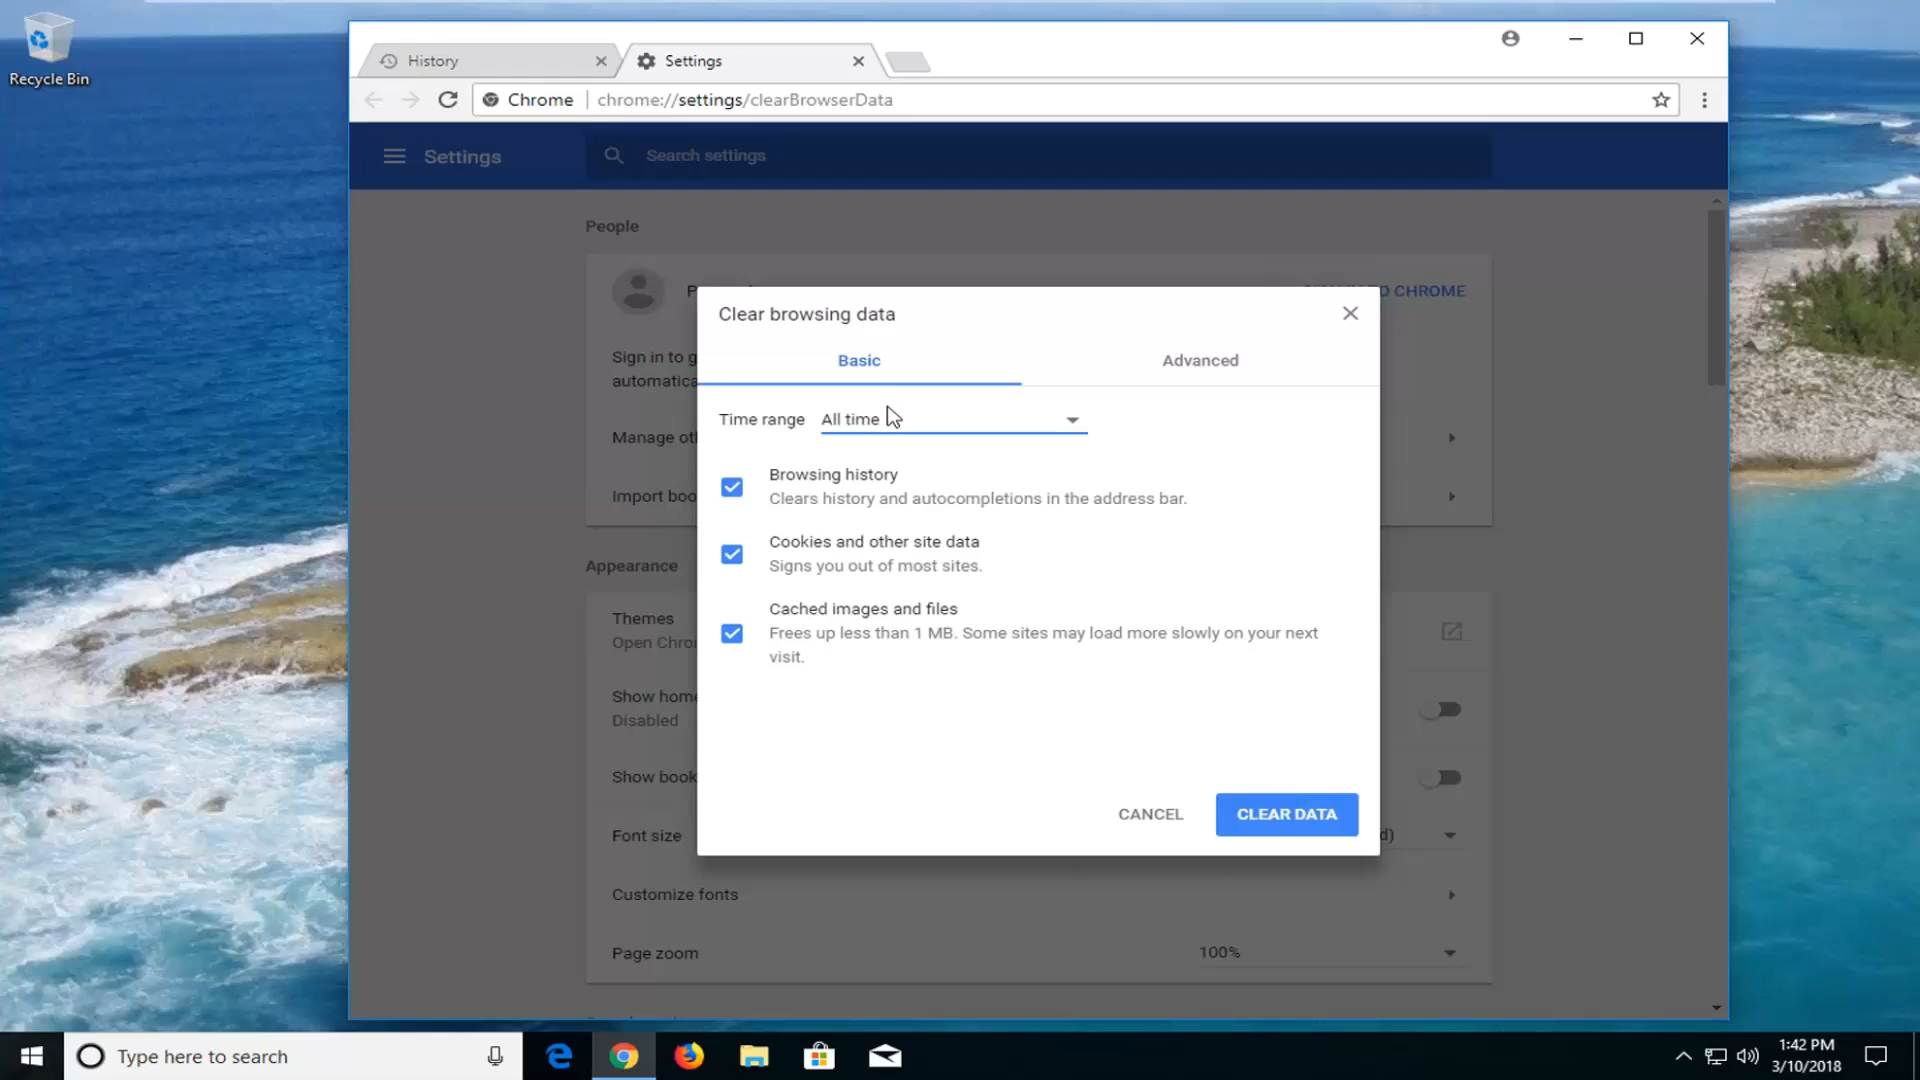 Recycle Bin
History
Settings
Chrome
chrome://settings/clearBrowserData
Settings
Search settings
People
O CHROME
Sign in to g
automatica
Manage oth
Import boo
Appearance
Themes
Open Chro
Show home
Disabled
Show book
Font size
d)
Customize fonts
Page zoom
100%
Clear browsing data
Basic
Advanced
Time range
All time
Browsing history
Clears history and autocompletions in the address bar.
Cookies and other site data
Signs you out of most sites.
Cached images and files
Frees up less than 1 MB. Some sites may load more slowly on your next
visit.
CANCEL
CLEAR DATA
Type here to search
1:42 PM
3/10/2018